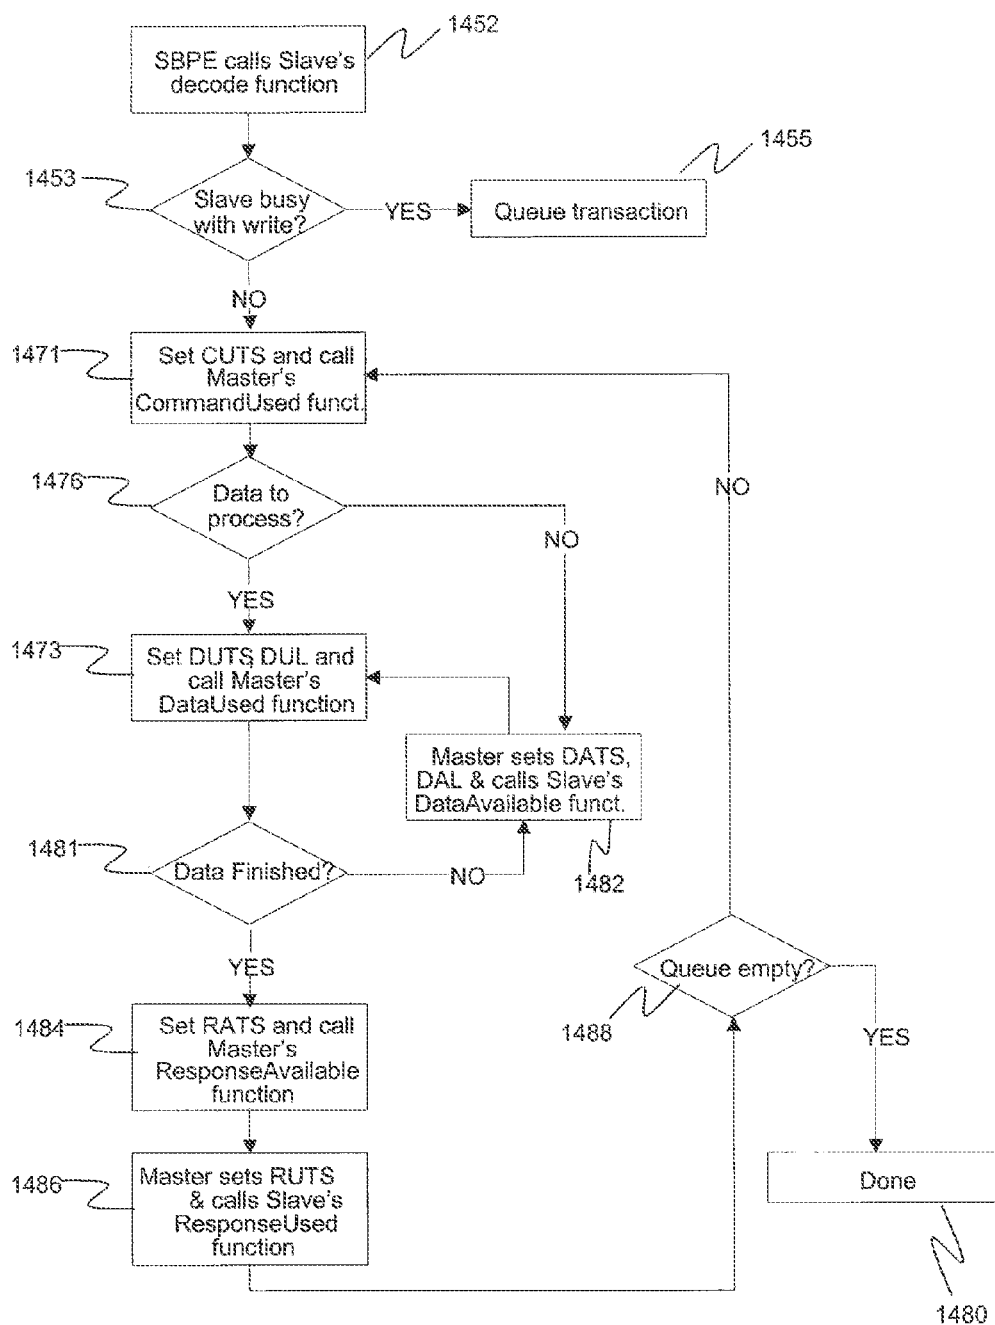 1452
SBPE calls Slave's
decode function
1455
1453
Slave busy
with write?
YES
Queue transaction
NO
1471
Set CUTS and call
Master's
CommandUsed funct.
1476
Data to
process?
NO
NO
YES
1473
Set DUTS, DUL and
call Master's
DataUsed function
Master sets DATS,
DAL & calls Slave's
DataAvailable funct.
1481
Data Finished?
NO
1482
YES
Queue empty?
1484
Set RATS and call
Master's
ResponseAvailable
function
1488
YES
1486
Master sets RUTS
& calls Slave's
ResponseUsed
function
Done
1480